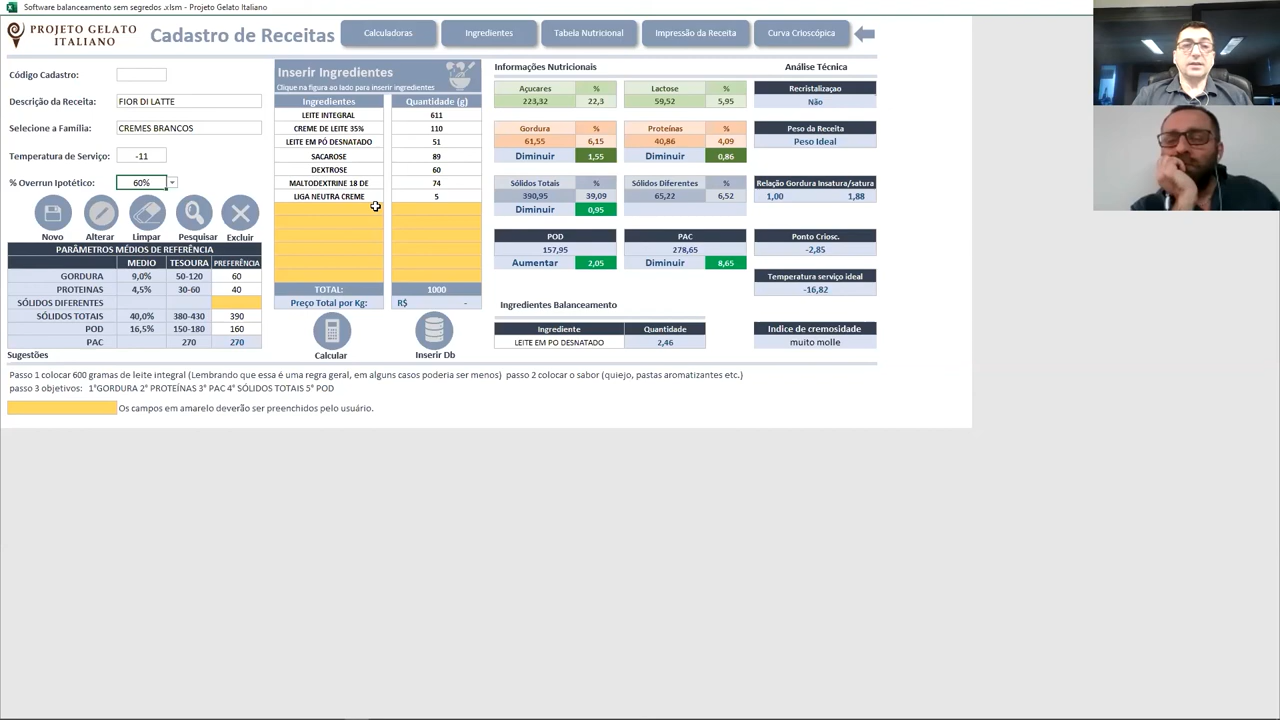 Software balanceamento sem segredos .xlsm - Projeto Gelato Italiano
PROJETO GELATO
ITALIANO
Cadastro de Receitas
Calculadoras
Ingredientes
Tabela Nutricional
Impressão da Receita
Curva Crioscópica
Código Cadastro:
Descrição da Receita: FIOR DI LATTE
Selecione a Família: CREMES BRANCOS
Temperatura de Serviço: -11
% Overrun Ipotético: 60%
Novo Alterar Limpar Pesquisar Excluir
PARÂMETROS MÉDIOS DE REFERÊNCIA
MEDIO TESOURA PREFERÊNCIA
GORDURA 9,0% 50-120 60
PROTEINAS 4,5% 30-60 40
SÓLIDOS DIFERENTES
SÓLIDOS TOTAIS 40,0% 380-430 390
POD 16,5% 150-180 160
PAC 270 270
Inserir Ingredientes
Clique na figura ao lado para inserir ingredientes
Ingredientes Quantidade (g)
LEITE INTEGRAL 611
CREME DE LEITE 35% 110
LEITE EM PÓ DESNATADO 51
SACAROSE 89
DEXTROSE 60
MALTODEXTRINE 18 DE 74
LIGA NEUTRA CREME 5
TOTAL: 1000
Preço Total por Kg: R$ -
Calcular Inserir Db
Informações Nutricionais
Açucares % Lactose %
223,32 22,3 59,52 5,95
Gordura % Proteínas %
61,55 6,15 40,86 4,09
Diminuir 1,55 Diminuir 0,86
Sólidos Totais % Sólidos Diferentes %
390,95 39,09 65,22 6,52
Diminuir 0,95
POD PAC
157,95 278,65
Aumentar 2,05 Diminuir 8,65
Ingredientes Balanceamento
Ingrediente Quantidade
LEITE EM PO DESNATADO 2,46
Análise Técnica
Recristalizaçao
Não
Peso da Receita
Peso Ideal
Relação Gordura Insatura/satura
1,00 1,88
Ponto Criosc.
-2,85
Temperatura serviço ideal
-16,82
Indice de cremosidade
muito molle
Sugestões
Passo 1 colocar 600 gramas de leite integral (Lembrando que essa é uma regra geral, em alguns casos poderia ser menos) passo 2 colocar o sabor (quiejo, pastas aromatizantes etc.)
passo 3 objetivos: 1°GORDURA 2° PROTEÍNAS 3° PAC 4° SÓLIDOS TOTAIS 5° POD
Os campos em amarelo deverão ser preenchidos pelo usuário.